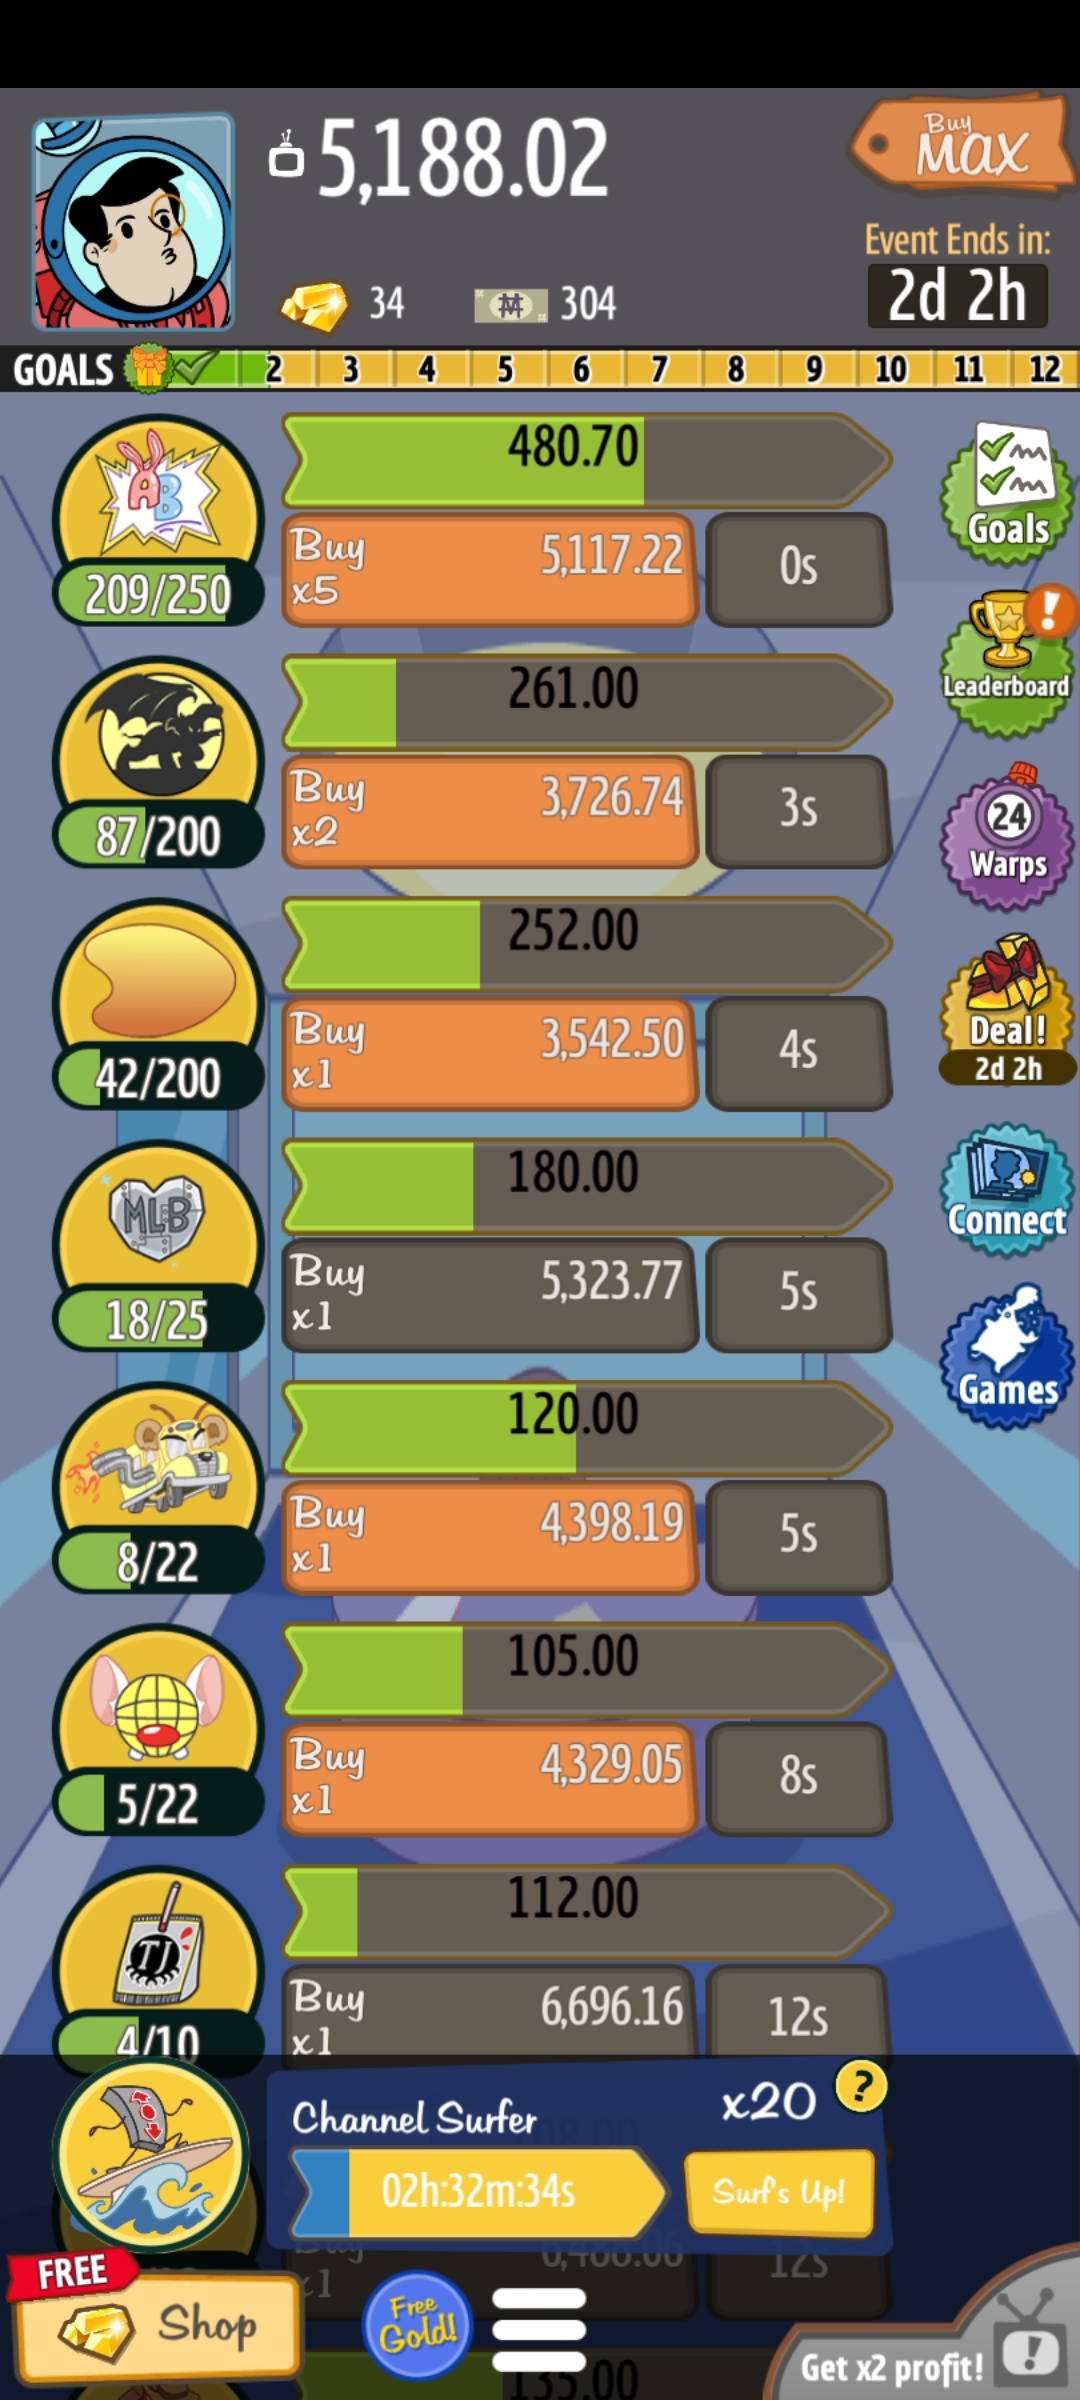 5,188.02
Buy
MAX
Event Ends in:
2d 2h
34
304
GOALS 2 3 4 5 6 7 8 9 10 11 12
AB
480.70
209/250
Buy
x5
5,117.22
0s
Goals
261.00
87/200
Buy
x2
3,726.74
3s
Leaderboard
24
Warps
252.00
42/200
Buy
x1
3,542.50
4s
Deal!
2d 2h
MLB
180.00
18/25
Buy
x1
5,323.77
5s
Connect
120.00
8/22
Buy
x1
4,398.19
5s
Games
105.00
5/22
Buy
x1
4,329.05
8s
TJ
112.00
4/10
Buy
x1
6,696.16
12s
Channel Surfer
x20
?
02h:32m:34s
Surf's Up!
Buy
x1
6,488.06
12s
FREE
Shop
Free
Gold!
135.00
Get x2 profit!